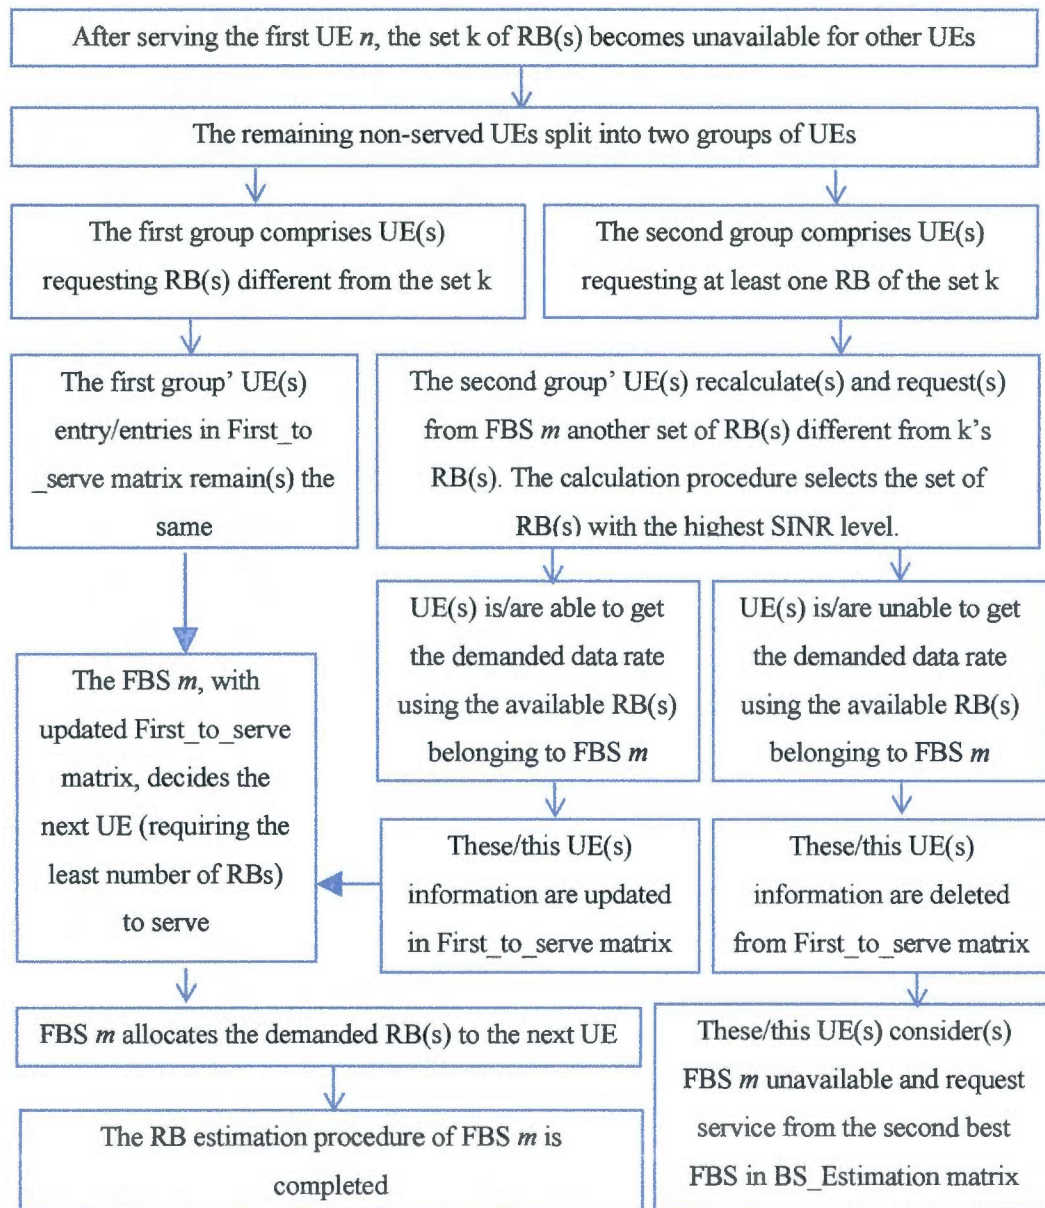 After serving the first UE n, the set k of RB(s) becomes unavailable for other UEs
The remaining non-served UEs split into two groups of UEs
The first group comprises UE(s)
requesting RB(s) different from the set k
The second group comprises UE(s)
requesting at least one RB of the set k
The first group' UE(s)
entry/entries in First_to
_serve matrix remain(s) the
same
The second group' UE(s) recalculate(s) and request(s)
from FBS m another set of RB(s) different from k's
RB(s). The calculation procedure selects the set of
RB(s) with the highest SINR level.
UE(s) is/are able to get
the demanded data rate
using the available RB(s)
belonging to FBS m
UE(s) is/are unable to get
the demanded data rate
using the available RB(s)
belonging to FBS m
The FBS m, with
updated First_to_serve
matrix, decides the
next UE (requiring the
least number of RBs)
to serve
These/this UE(s)
information are updated
in First_to_serve matrix
These/this UE(s)
information are deleted
from First_to_serve matrix
FBS m allocates the demanded RB(s) to the next UE
These/this UE(s) consider(s)
FBS m unavailable and request
service from the second best
FBS in BS_Estimation matrix
The RB estimation procedure of FBS m is
completed